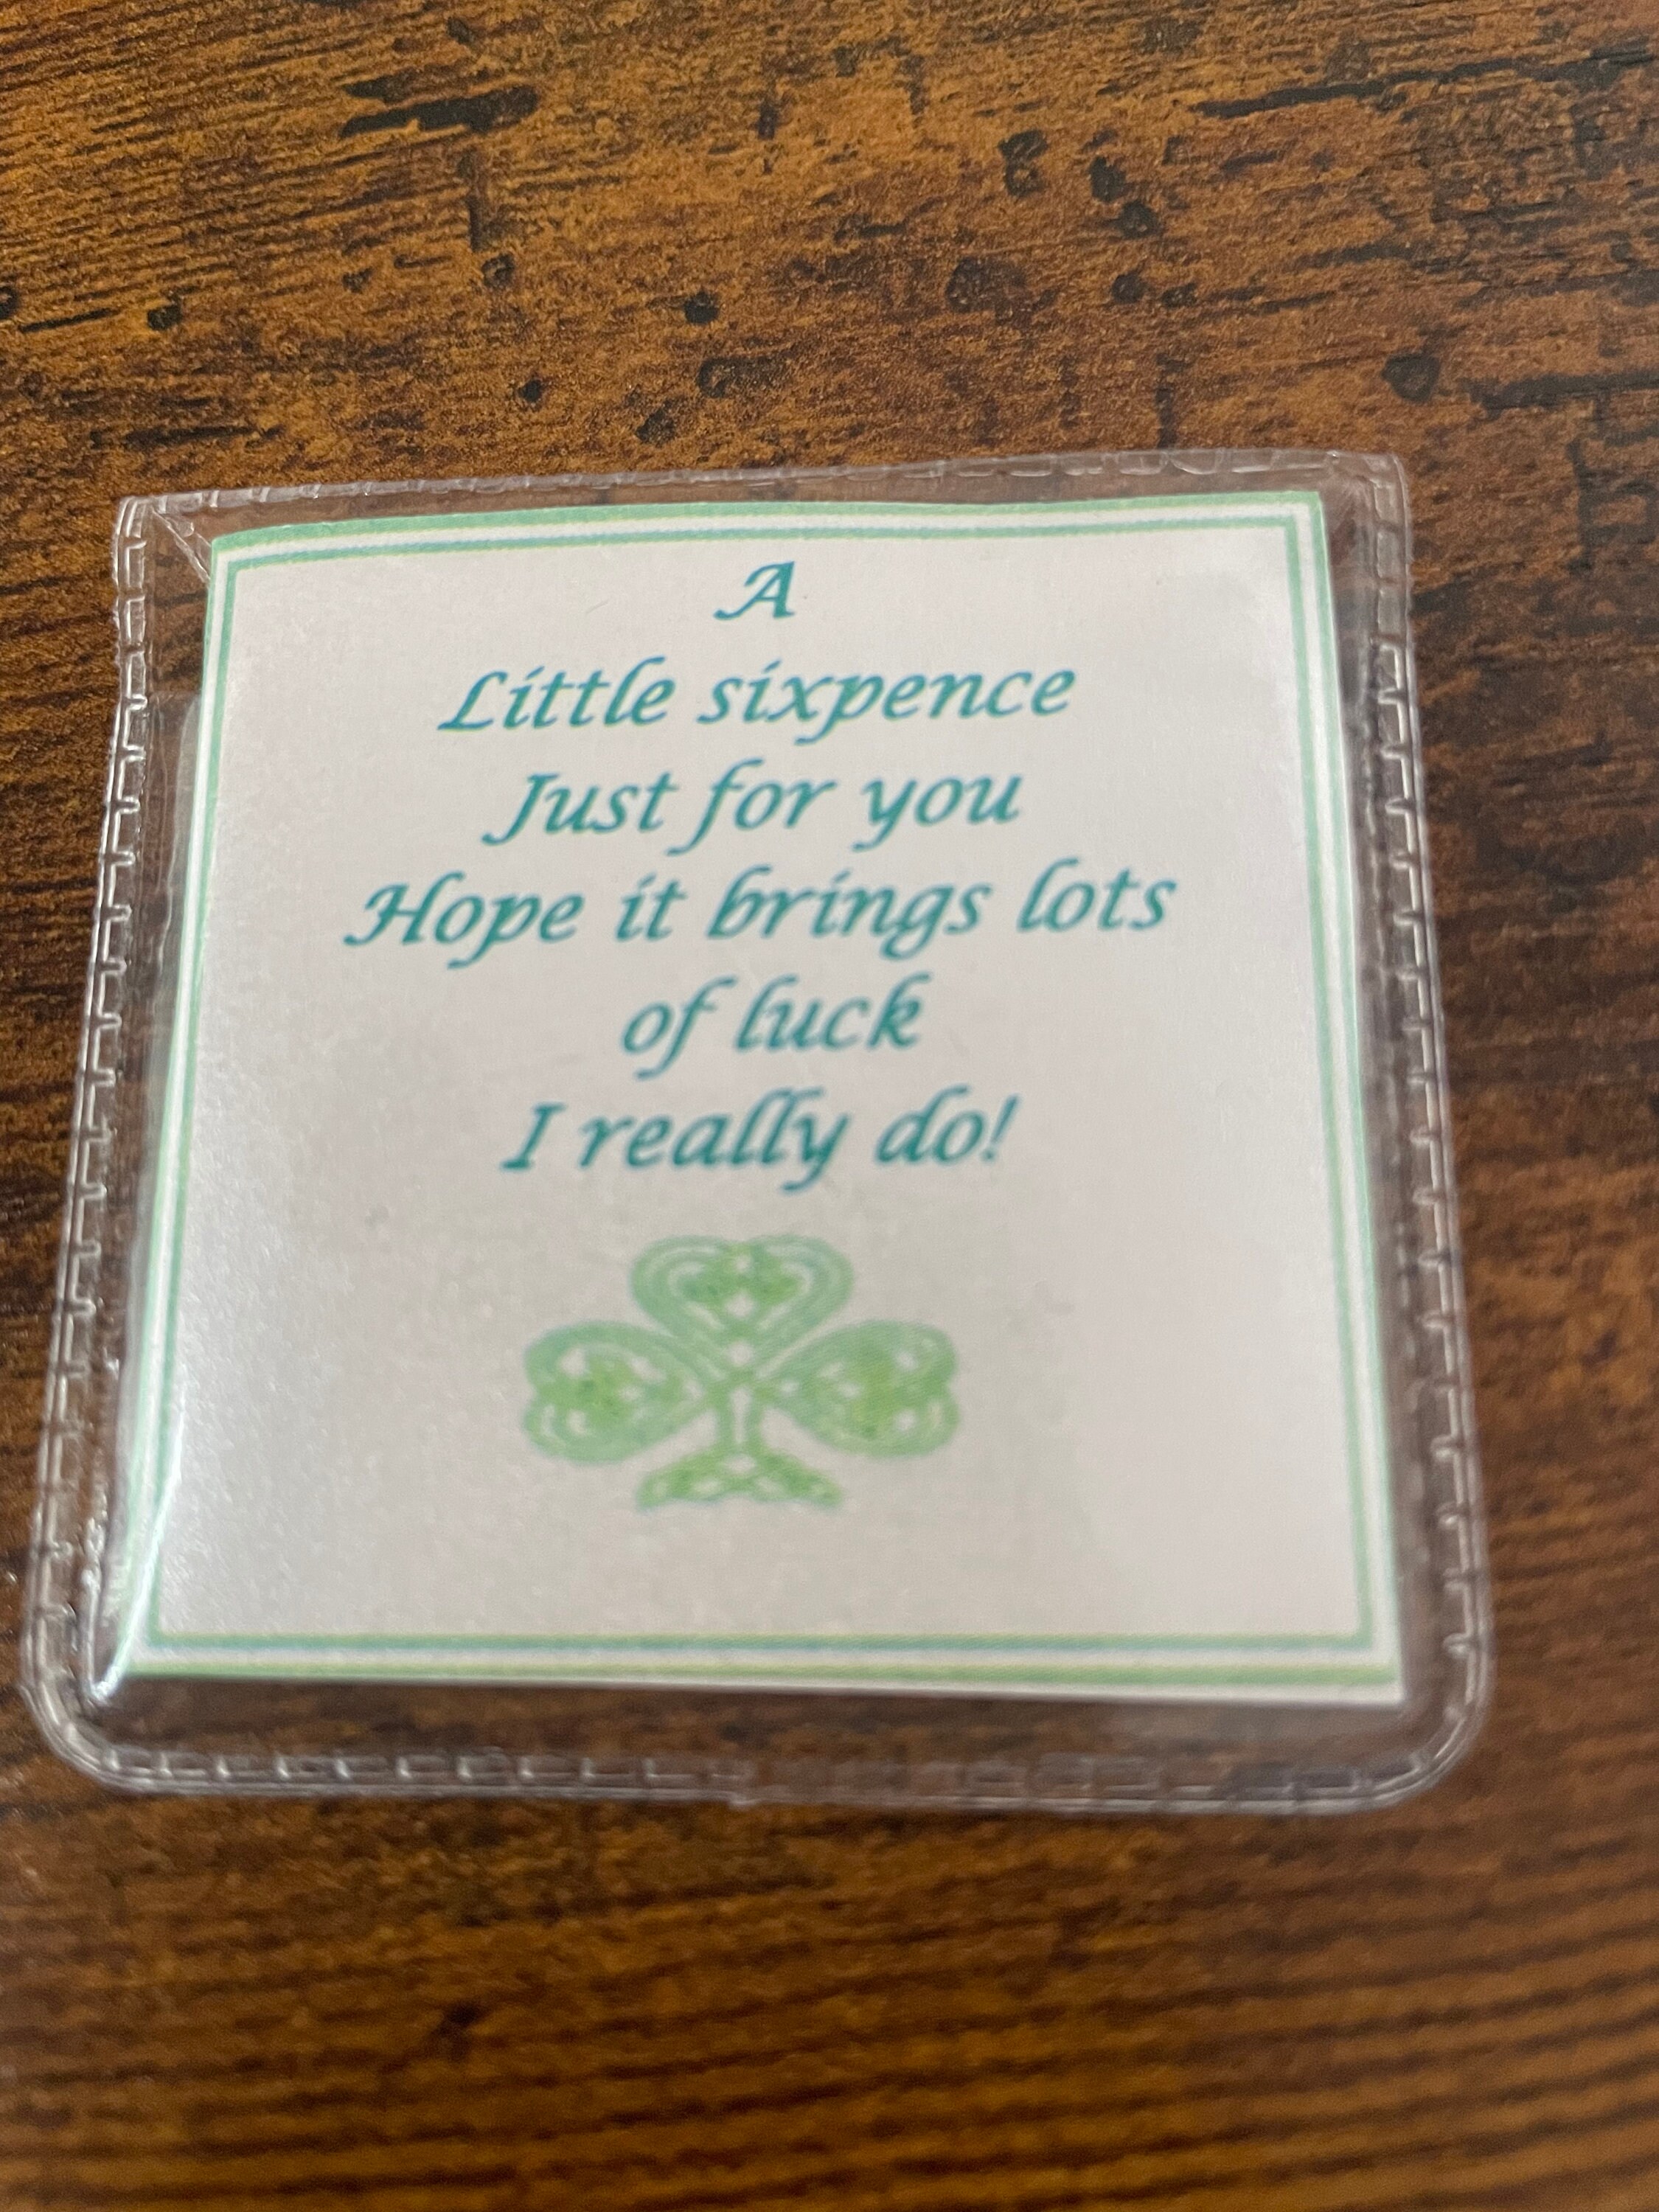 A
Little sixpence
Just for you
Hope it brings lots
of luck
I really do!